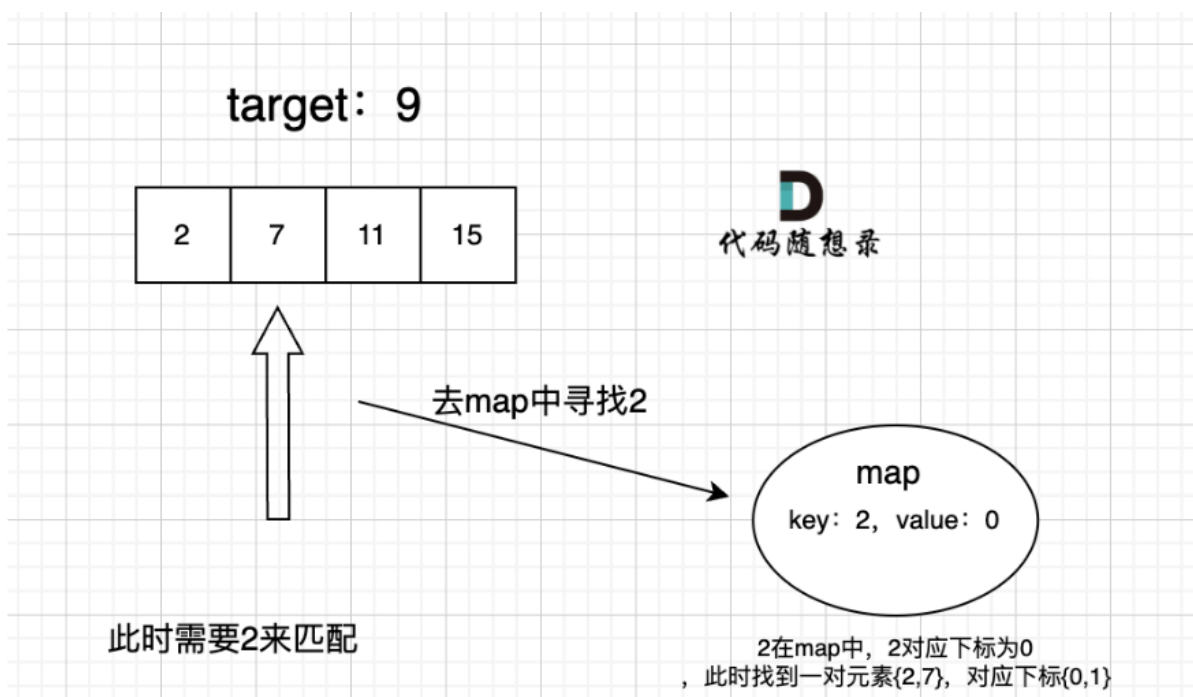 target：9
2 7 11 15
代码随想录
去map中寻找2
map
key：2，value：0
此时需要2来匹配
2在map中，2对应下标为0
，此时找到一对元素{2,7}，对应下标{0,1}